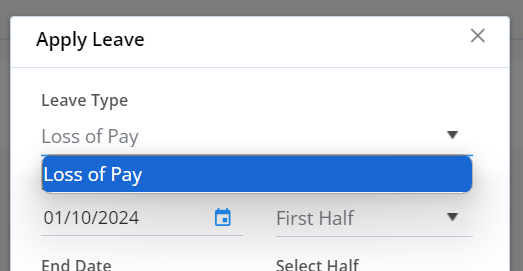 Apply Leave
Leave Type
Loss of Pay
Loss of Pay
01/10/2024 First Half
End Date Select Half